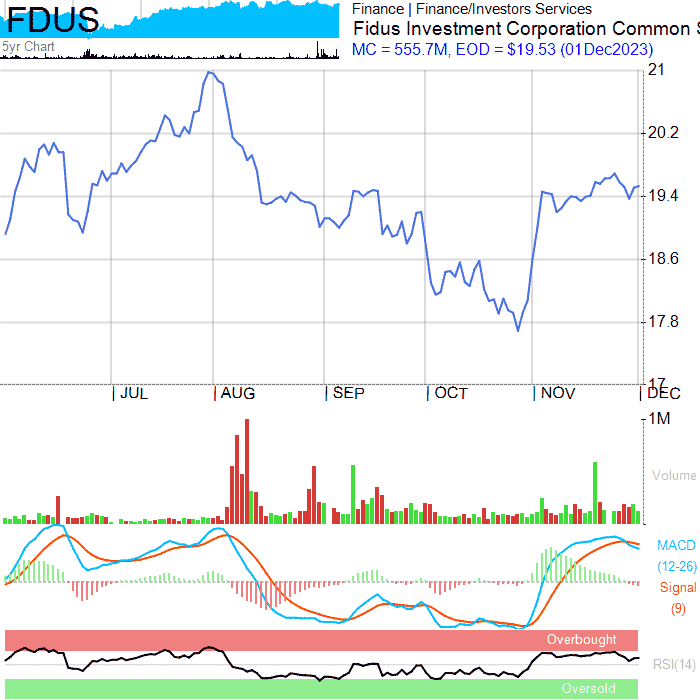 FDUS
5yr Chart
Finance | Finance/Investors Services
Fidus Investment Corporation Common S
MC = 555.7M, EOD = $19.53 (01Dec2023)
21
20.2
19.4
18.6
17.8
17
JUL AUG SEP OCT NOV DEC
1M
Volume
MACD
(12-26)
Signal
(9)
Overbought
RSI(14)
Oversold